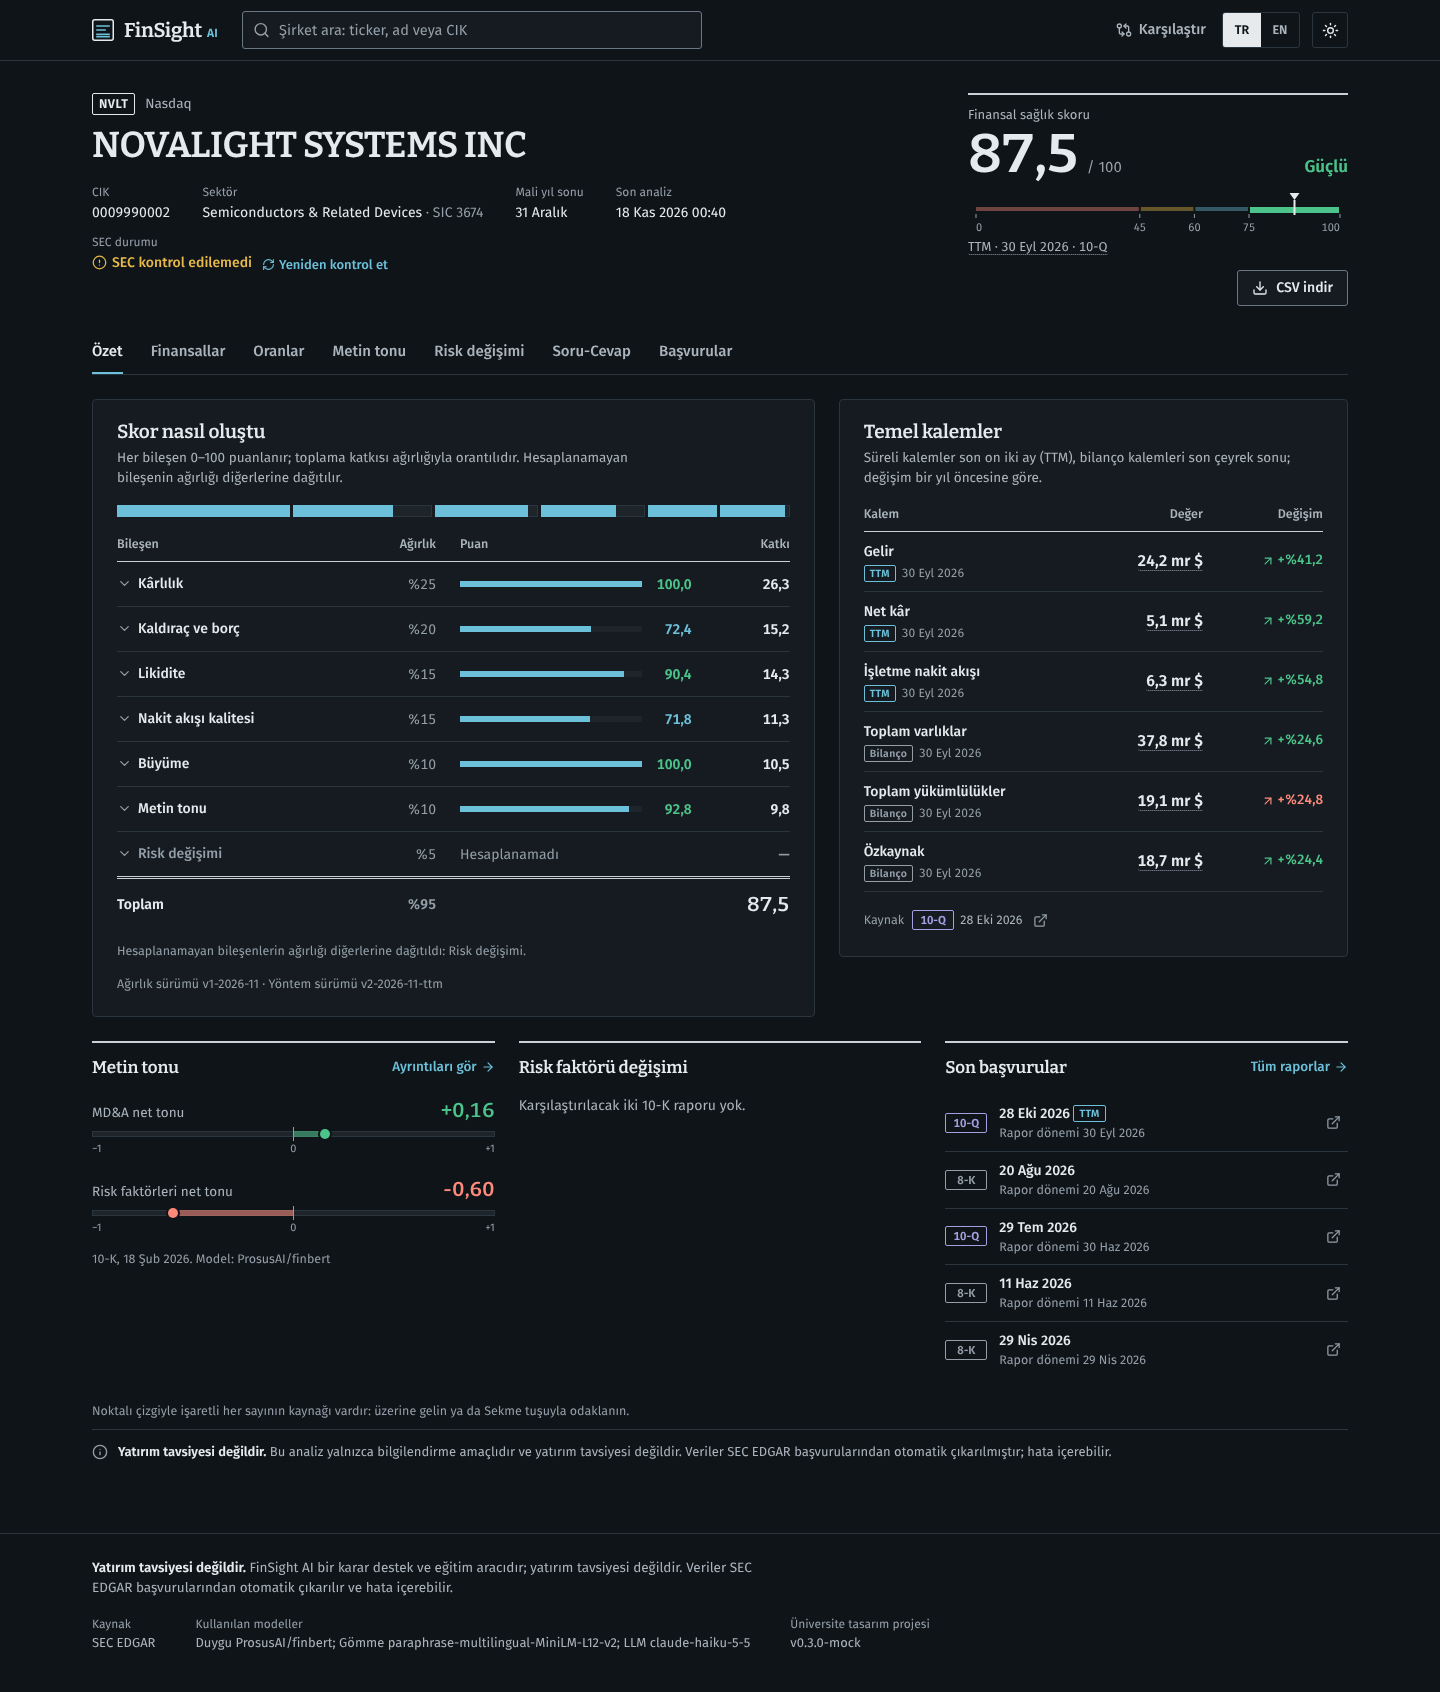 FinSight AI
Şirket ara: ticker, ad veya CIK
Karşılaştır
TR EN
NVLT Nasdaq
NOVALIGHT SYSTEMS INC
CIK Sektör Mali yıl sonu Son analiz
0009990002 Semiconductors & Related Devices · SIC 3674 31 Aralık 18 Kas 2026 00:40
SEC durumu
SEC kontrol edilemedi Yeniden kontrol et
Finansal sağlık skoru
87,5 / 100 Güçlü
0 45 60 75 100
TTM · 30 Eyl 2026 · 10-Q
CSV indir
Özet Finansallar Oranlar Metin tonu Risk değişimi Soru-Cevap Başvurular
Skor nasıl oluştu
Her bileşen 0–100 puanlanır; toplama katkısı ağırlığıyla orantılıdır. Hesaplanamayan
bileşenin ağırlığı diğerlerine dağıtılır.
Bileşen Ağırlık Puan Katkı
Kârlılık %25 100,0 26,3
Kaldıraç ve borç %20 72,4 15,2
Likidite %15 90,4 14,3
Nakit akışı kalitesi %15 71,8 11,3
Büyüme %10 100,0 10,5
Metin tonu %10 92,8 9,8
Risk değişimi %5 Hesaplanamadı —
Toplam %95 87,5
Hesaplanamayan bileşenlerin ağırlığı diğerlerine dağıtıldı: Risk değişimi.
Ağırlık sürümü v1-2026-11 · Yöntem sürümü v2-2026-11-ttm
Temel kalemler
Süreli kalemler son on iki ay (TTM), bilanço kalemleri son çeyrek sonu;
değişim bir yıl öncesine göre.
Kalem Değer Değişim
Gelir
TTM 30 Eyl 2026 24,2 mr $ +%41,2
Net kâr
TTM 30 Eyl 2026 5,1 mr $ +%59,2
İşletme nakit akışı
TTM 30 Eyl 2026 6,3 mr $ +%54,8
Toplam varlıklar
Bilanço 30 Eyl 2026 37,8 mr $ +%24,6
Toplam yükümlülükler
Bilanço 30 Eyl 2026 19,1 mr $ +%24,8
Özkaynak
Bilanço 30 Eyl 2026 18,7 mr $ +%24,4
Kaynak 10-Q 28 Eki 2026
Metin tonu Ayrıntıları gör
MD&A net tonu +0,16
−1 0 +1
Risk faktörleri net tonu -0,60
−1 0 +1
10-K, 18 Şub 2026. Model: ProsusAI/finbert
Risk faktörü değişimi
Karşılaştırılacak iki 10-K raporu yok.
Son başvurular Tüm raporlar
10-Q 28 Eki 2026 TTM
Rapor dönemi 30 Eyl 2026
8-K 20 Ağu 2026
Rapor dönemi 20 Ağu 2026
10-Q 29 Tem 2026
Rapor dönemi 30 Haz 2026
8-K 11 Haz 2026
Rapor dönemi 11 Haz 2026
8-K 29 Nis 2026
Rapor dönemi 29 Nis 2026
Noktalı çizgiyle işaretli her sayının kaynağı vardır: üzerine gelin ya da Sekme tuşuyla odaklanın.
Yatırım tavsiyesi değildir. Bu analiz yalnızca bilgilendirme amaçlıdır ve yatırım tavsiyesi değildir. Veriler SEC EDGAR başvurularından otomatik çıkarılmıştır; hata içerebilir.
Yatırım tavsiyesi değildir. FinSight AI bir karar destek ve eğitim aracıdır; yatırım tavsiyesi değildir. Veriler SEC
EDGAR başvurularından otomatik çıkarılır ve hata içerebilir.
Kaynak Kullanılan modeller Üniversite tasarım projesi
SEC EDGAR Duygu ProsusAI/finbert; Gömme paraphrase-multilingual-MiniLM-L12-v2; LLM claude-haiku-5-5 v0.3.0-mock